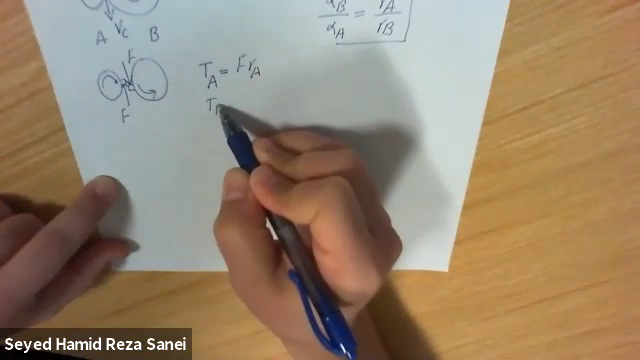 α_B/α_A = r_A/r_B
V_C
A B
F
T_A = F r_A
F
T
Seyed Hamid Reza Sanei